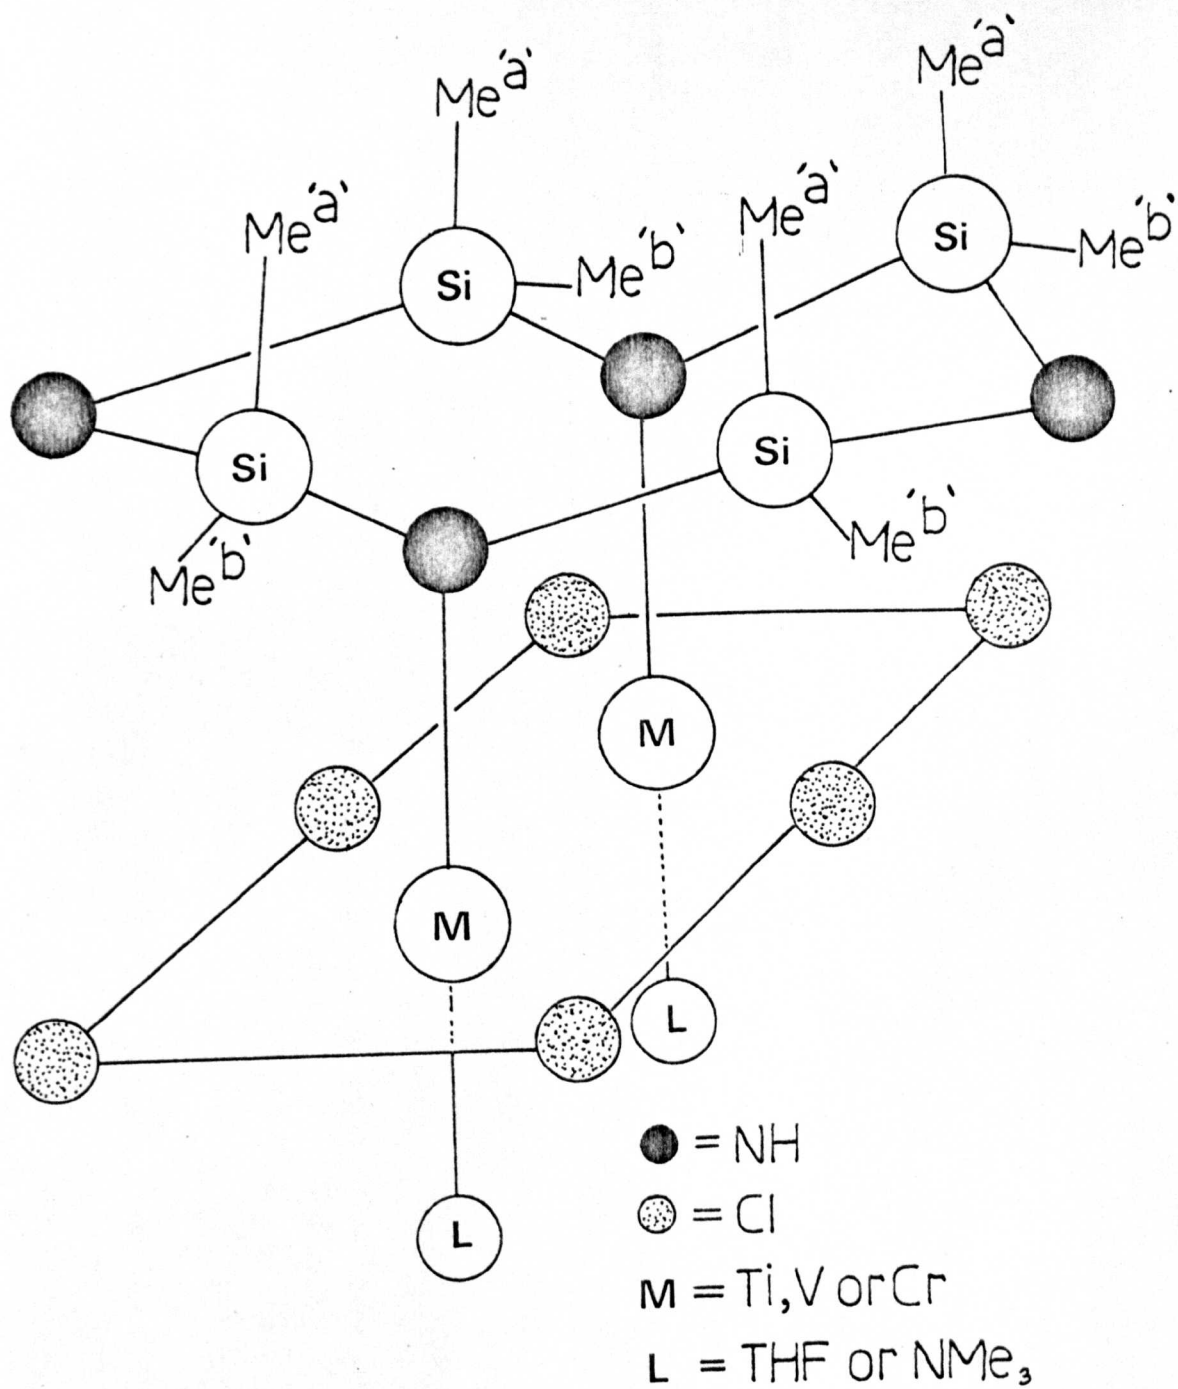 Me'a'
Me'a'
Me'a'
Me'a'
Si
Me'b'
Si
Me'b'
Si
Me'b'
Si
Me'b'
M
M
L
L
= NH
= Cl
M = Ti, V or Cr
L = THF or NMe₃